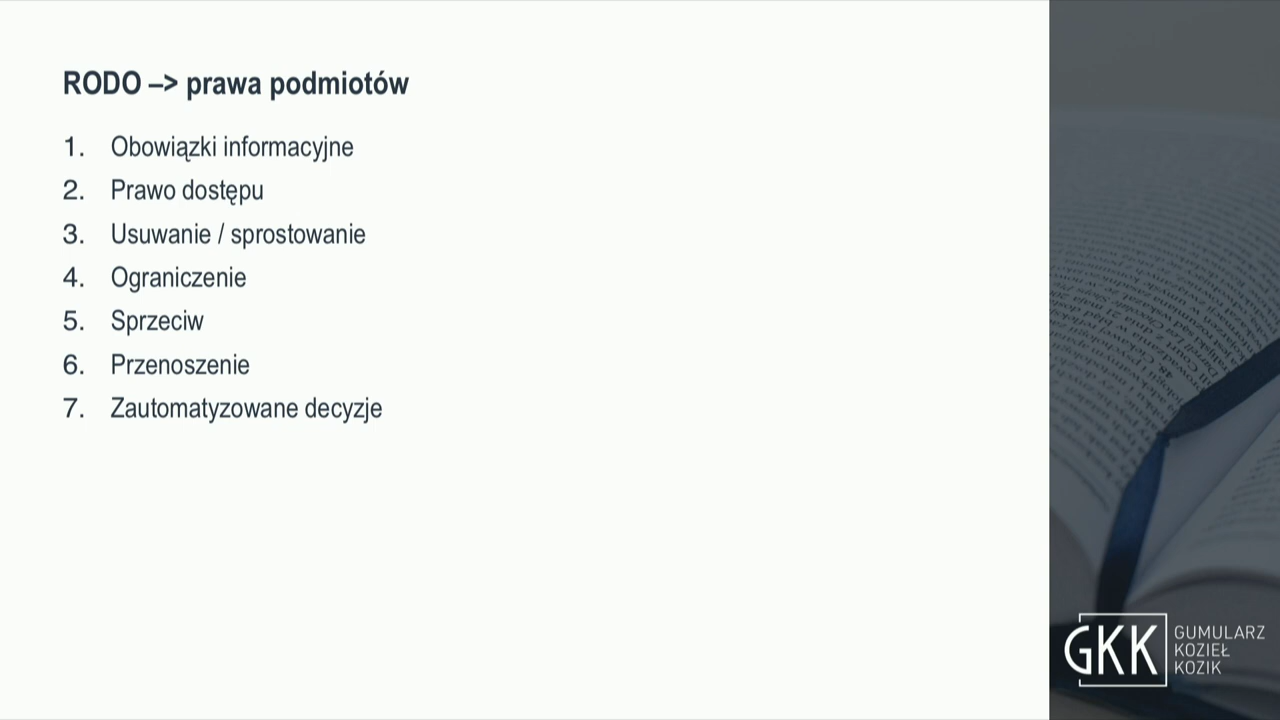 RODO –> prawa podmiotów
1. Obowiązki informacyjne
2. Prawo dostępu
3. Usuwanie / sprostowanie
4. Ograniczenie
5. Sprzeciw
6. Przenoszenie
7. Zautomatyzowane decyzje
GKK
GUMULARZ
KOZIEŁ
KOZIK